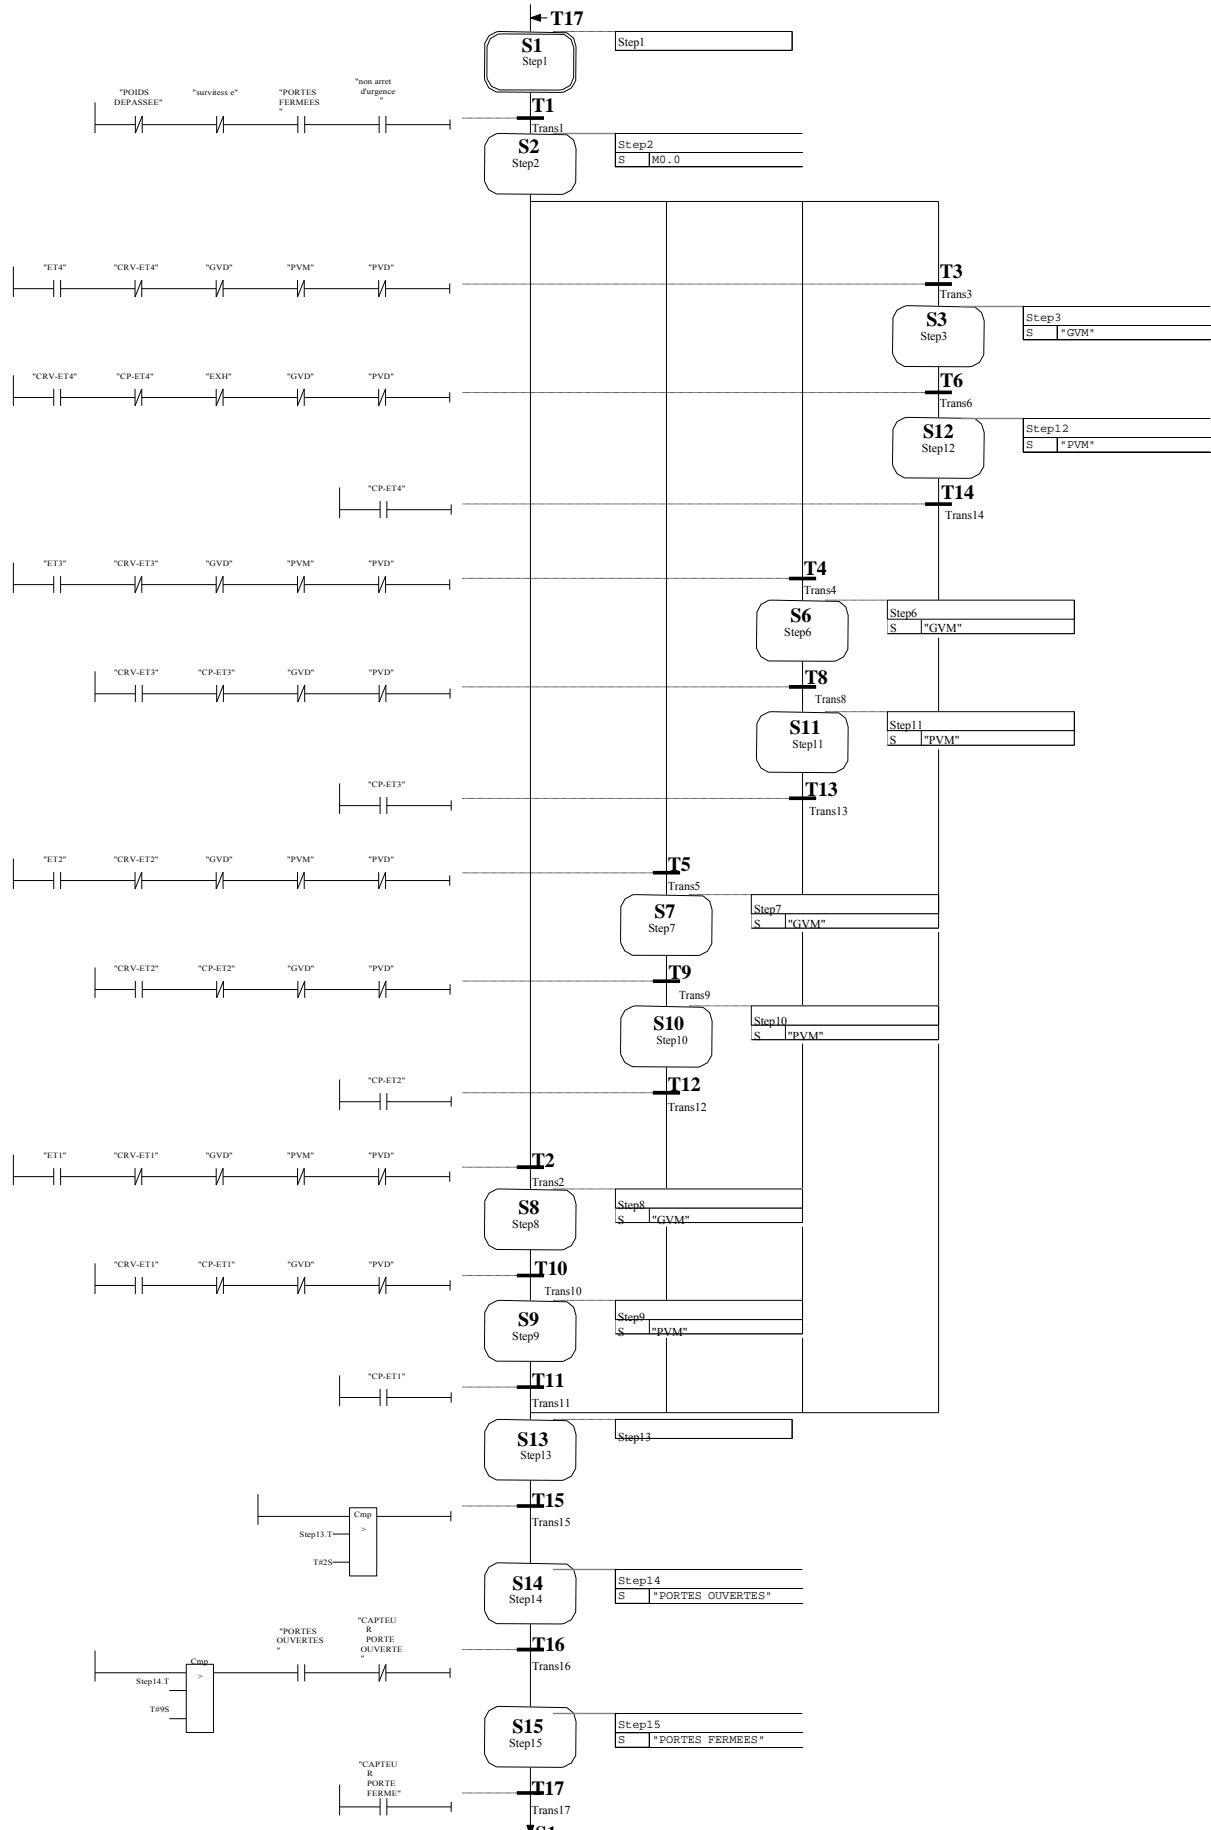 T17
S1
Step1
Step1
"POIDS
DEPASSEE"
"survitess e"
"PORTES
FERMEES
"
"non arret
d'urgence
"
T1
Trans1
S2
Step2
Step2
S M0.0
"ET4" "CRV-ET4" "GVD" "PVM" "PVD"
T3
Trans3
S3
Step3
Step3
S "GVM"
"CRV-ET4" "CP-ET4" "EXH" "GVD" "PVD"
T6
Trans6
S12
Step12
Step12
S "PVM"
"CP-ET4"
T14
Trans14
"ET3" "CRV-ET3" "GVD" "PVM" "PVD"
T4
Trans4
S6
Step6
Step6
S "GVM"
"CRV-ET3" "CP-ET3" "GVD" "PVD"
T8
Trans8
S11
Step11
Step11
S "PVM"
"CP-ET3"
T13
Trans13
"ET2" "CRV-ET2" "GVD" "PVM" "PVD"
T5
Trans5
S7
Step7
Step7
S "GVM"
"CRV-ET2" "CP-ET2" "GVD" "PVD"
T9
Trans9
S10
Step10
Step10
S "PVM"
"CP-ET2"
T12
Trans12
"ET1" "CRV-ET1" "GVD" "PVM" "PVD"
T2
Trans2
S8
Step8
Step8
S "GVM"
"CRV-ET1" "CP-ET1" "GVD" "PVD"
T10
Trans10
S9
Step9
Step9
S "PVM"
"CP-ET1"
T11
Trans11
S13
Step13
Step13
T15
Trans15
Cmp
>
Step13.T
T#2S
S14
Step14
Step14
S "PORTES OUVERTES"
"PORTES
OUVERTES
"
"CAPTEU
R
PORTE
OUVERTE
"
T16
Trans16
Cmp
>
Step14.T
T#9S
S15
Step15
Step15
S "PORTES FERMEES"
"CAPTEU
R
PORTE
FERME"
T17
Trans17
S1